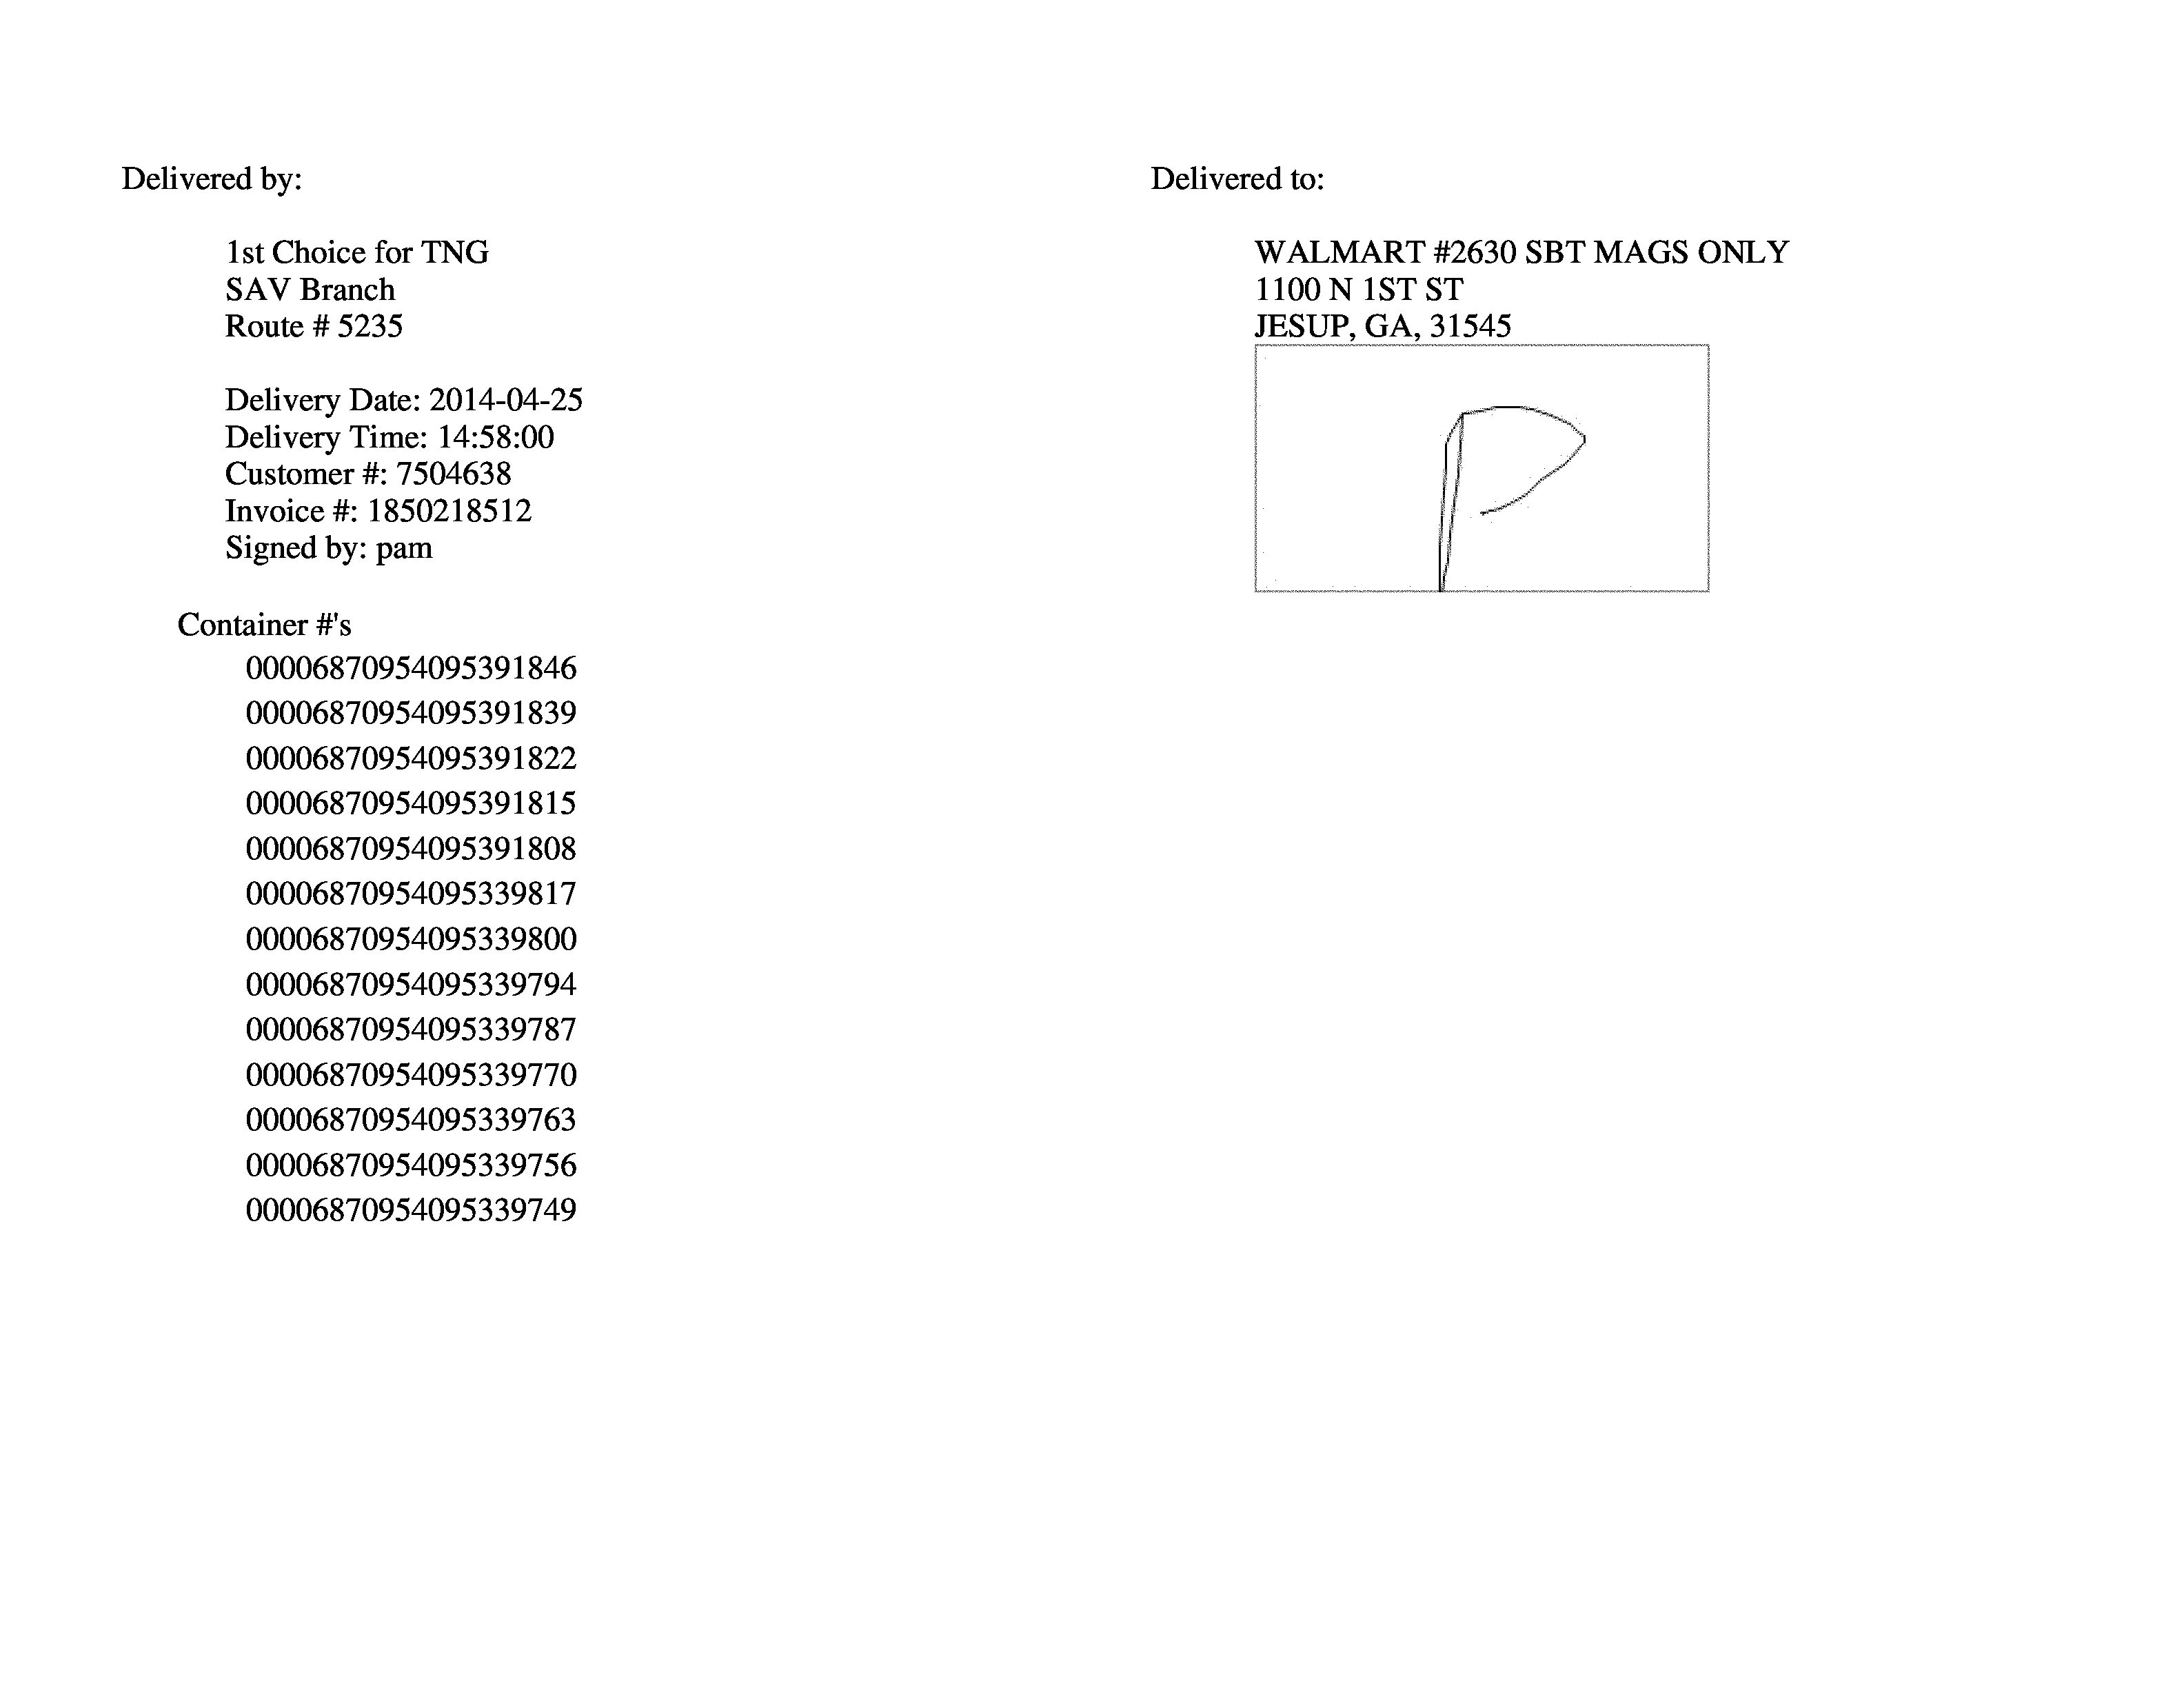 Delivered by:
1st Choice for TNG
SAV Branch
Route # 5235
Delivery Date: 2014-04-25
Delivery Time: 14:58:00
Customer #: 7504638
Invoice #: 1850218512
Signed by: pam
Container #'s
00006870954095391846
00006870954095391839
00006870954095391822
00006870954095391815
00006870954095391808
00006870954095339817
00006870954095339800
00006870954095339794
00006870954095339787
00006870954095339770
00006870954095339763
00006870954095339756
00006870954095339749
Delivered to:
WALMART #2630 SBT MAGS ONLY
1100 N 1ST ST
JESUP, GA, 31545
P